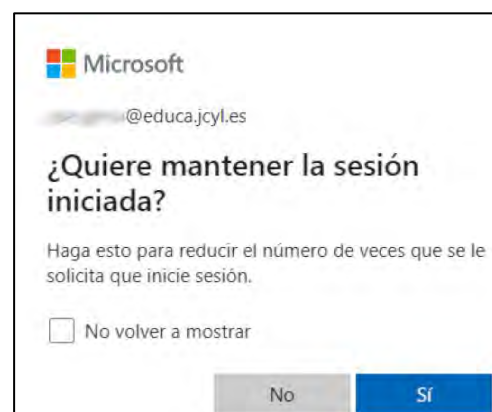 Microsoft
@educa.jcyl.es
¿Quiere mantener la sesión
iniciada?
Haga esto para reducir el número de veces que se le
solicita que inicie sesión.
No volver a mostrar
No
Sí